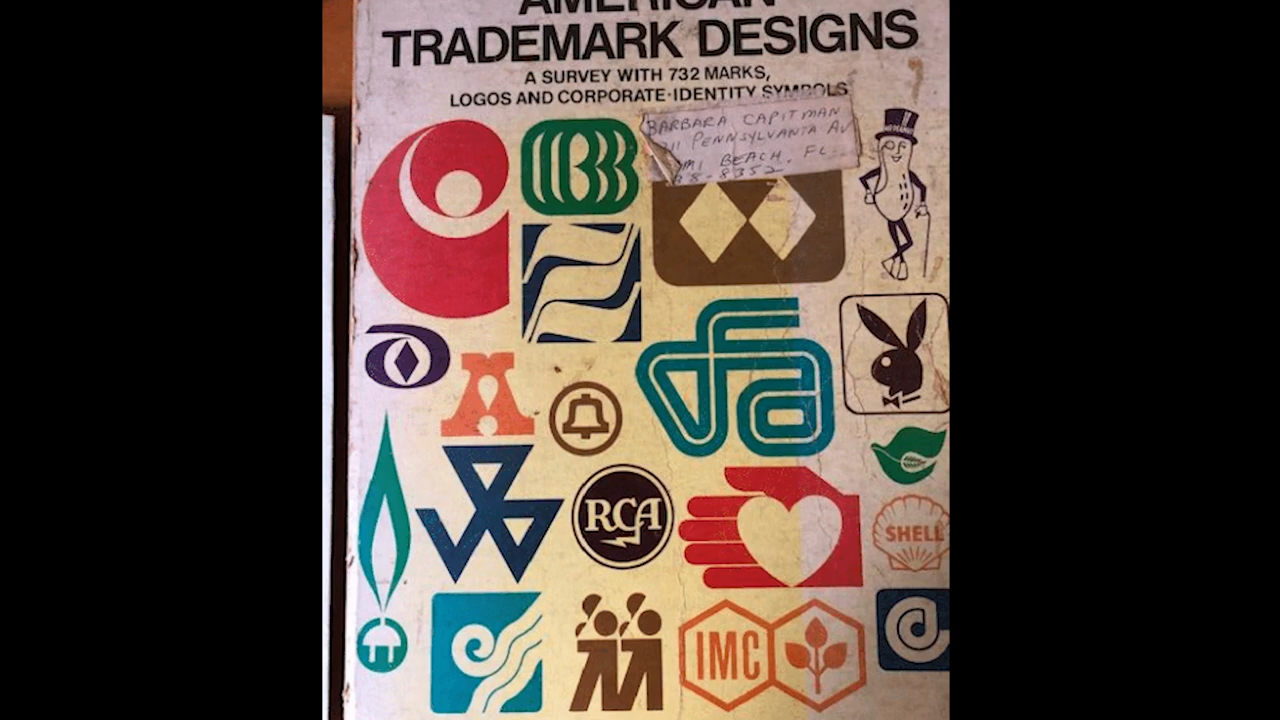 AMERICAN
TRADEMARK DESIGNS
A SURVEY WITH 732 MARKS,
LOGOS AND CORPORATE·IDENTITY SYMBOLS
BARBARA CAPITMAN
PENNSYLVANIA AV
BEACH, FL
RCA
SHELL
IMC